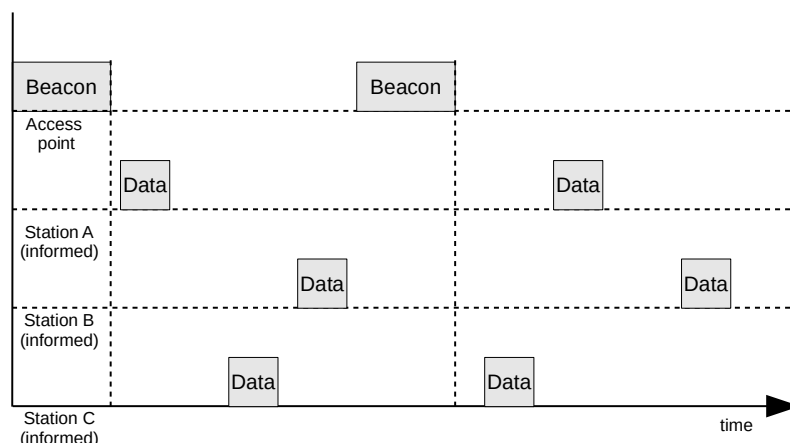 Beacon
Beacon
Access
point
Data
Data
Station A
(informed)
Data
Data
Station B
(informed)
Data
Data
Station C
(informed)
time